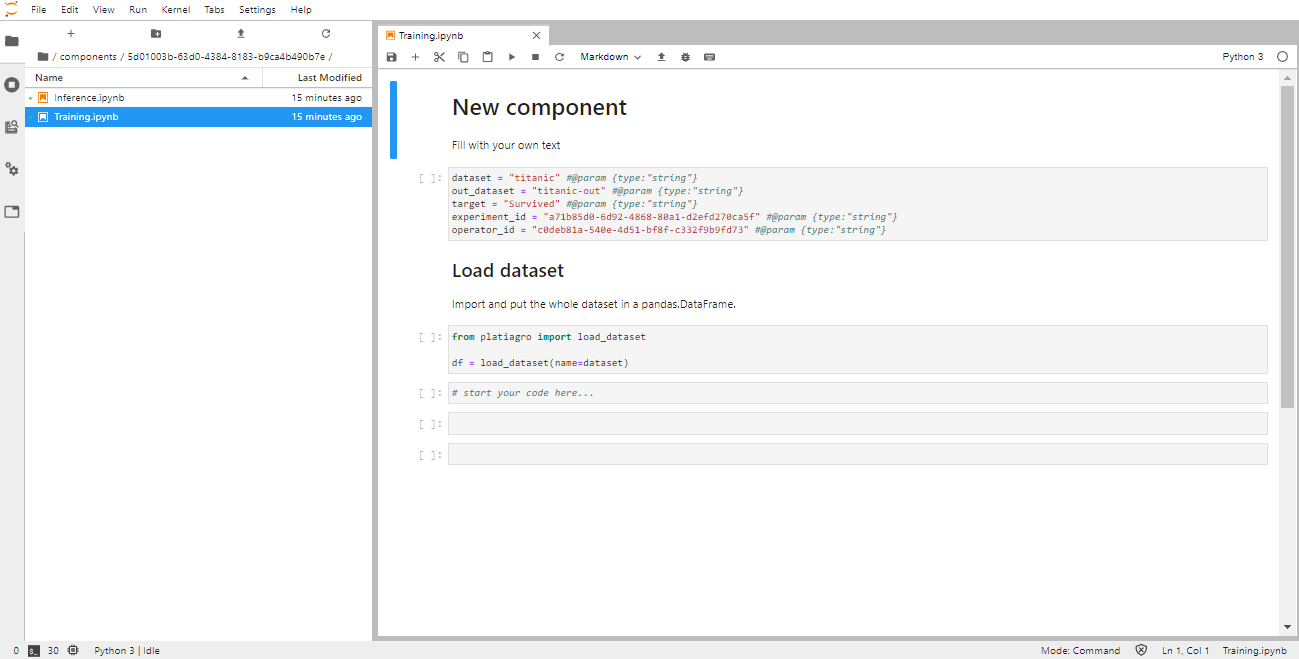 File Edit View Run Kernel Tabs Settings Help
/ components / 5d01003b-63d0-4384-8183-b9ca4b490b7e /
Name Last Modified
Inference.ipynb 15 minutes ago
Training.ipynb 15 minutes ago
Training.ipynb
Markdown Python 3
New component
Fill with your own text
[ ]: dataset = "titanic" #@param {type:"string"}
out_dataset = "titanic-out" #@param {type:"string"}
target = "Survived" #@param {type:"string"}
experiment_id = "a71b85d0-6d92-4868-80a1-d2efd270ca5f" #@param {type:"string"}
operator_id = "c0deb81a-540e-4d51-bf8f-c332f9b9fd73" #@param {type:"string"}
Load dataset
Import and put the whole dataset in a pandas.DataFrame.
[ ]: from platiagro import load_dataset
df = load_dataset(name=dataset)
[ ]: # start your code here...
[ ]:
[ ]:
0 s_ 30 Python 3 | Idle Mode: Command Ln 1, Col 1 Training.ipynb